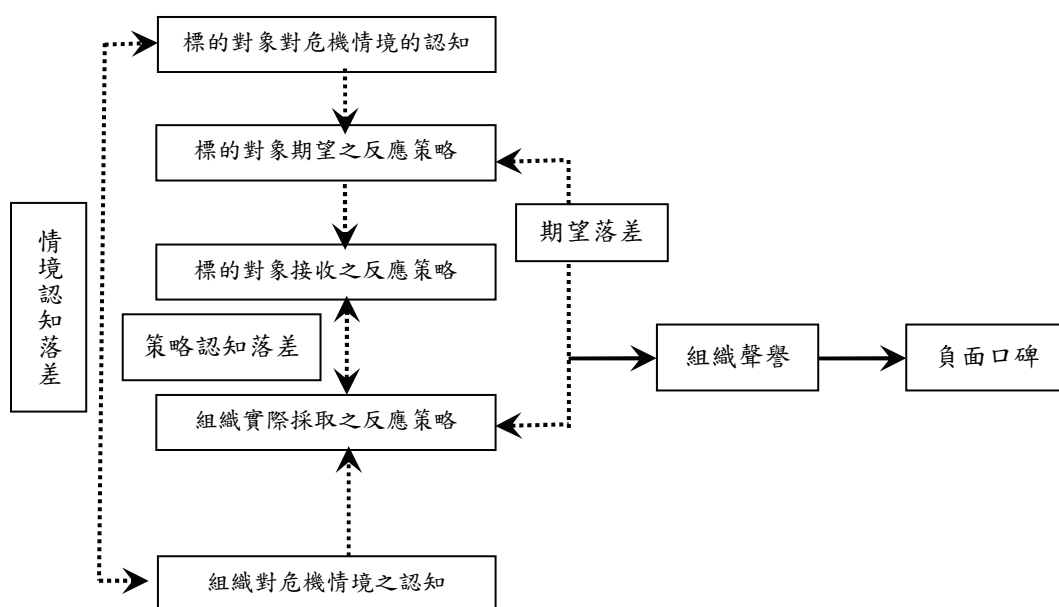 標的對象對危機情境的認知
標的對象期望之反應策略
期望落差
情境認知落差
標的對象接收之反應策略
策略認知落差
組織聲譽
負面口碑
組織實際採取之反應策略
組織對危機情境之認知